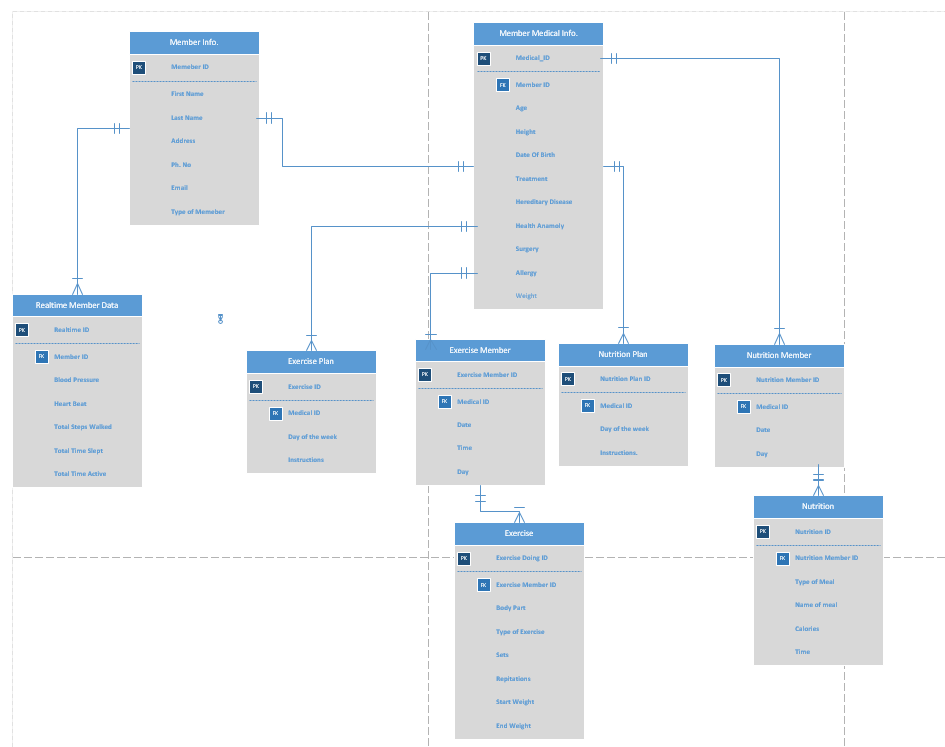 Member Info.
PK Memeber ID
First Name
Last Name
Address
Ph. No
Email
Type of Memeber
Member Medical Info.
PK Medical_ID
FK Member ID
Age
Height
Date Of Birth
Treatment
Hereditary Disease
Health Anamoly
Surgery
Allergy
Weight
Realtime Member Data
PK Realtime ID
FK Member ID
Blood Pressure
Heart Beat
Total Steps Walked
Total Time Slept
Total Time Active
Exercise Plan
PK Exercise ID
FK Medical ID
Day of the week
Instructions
Exercise Member
PK Exercise Member ID
FK Medical ID
Date
Time
Day
Nutrition Plan
PK Nutrition Plan ID
FK Medical ID
Day of the week
Instructions.
Nutrition Member
PK Nutrition Member ID
FK Medical ID
Date
Day
Exercise
PK Exercise Doing ID
FK Exercise Member ID
Body Part
Type of Exercise
Sets
Repitations
Start Weight
End Weight
Nutrition
PK Nutrition ID
FK Nutrition Member ID
Type of Meal
Name of meal
Calories
Time